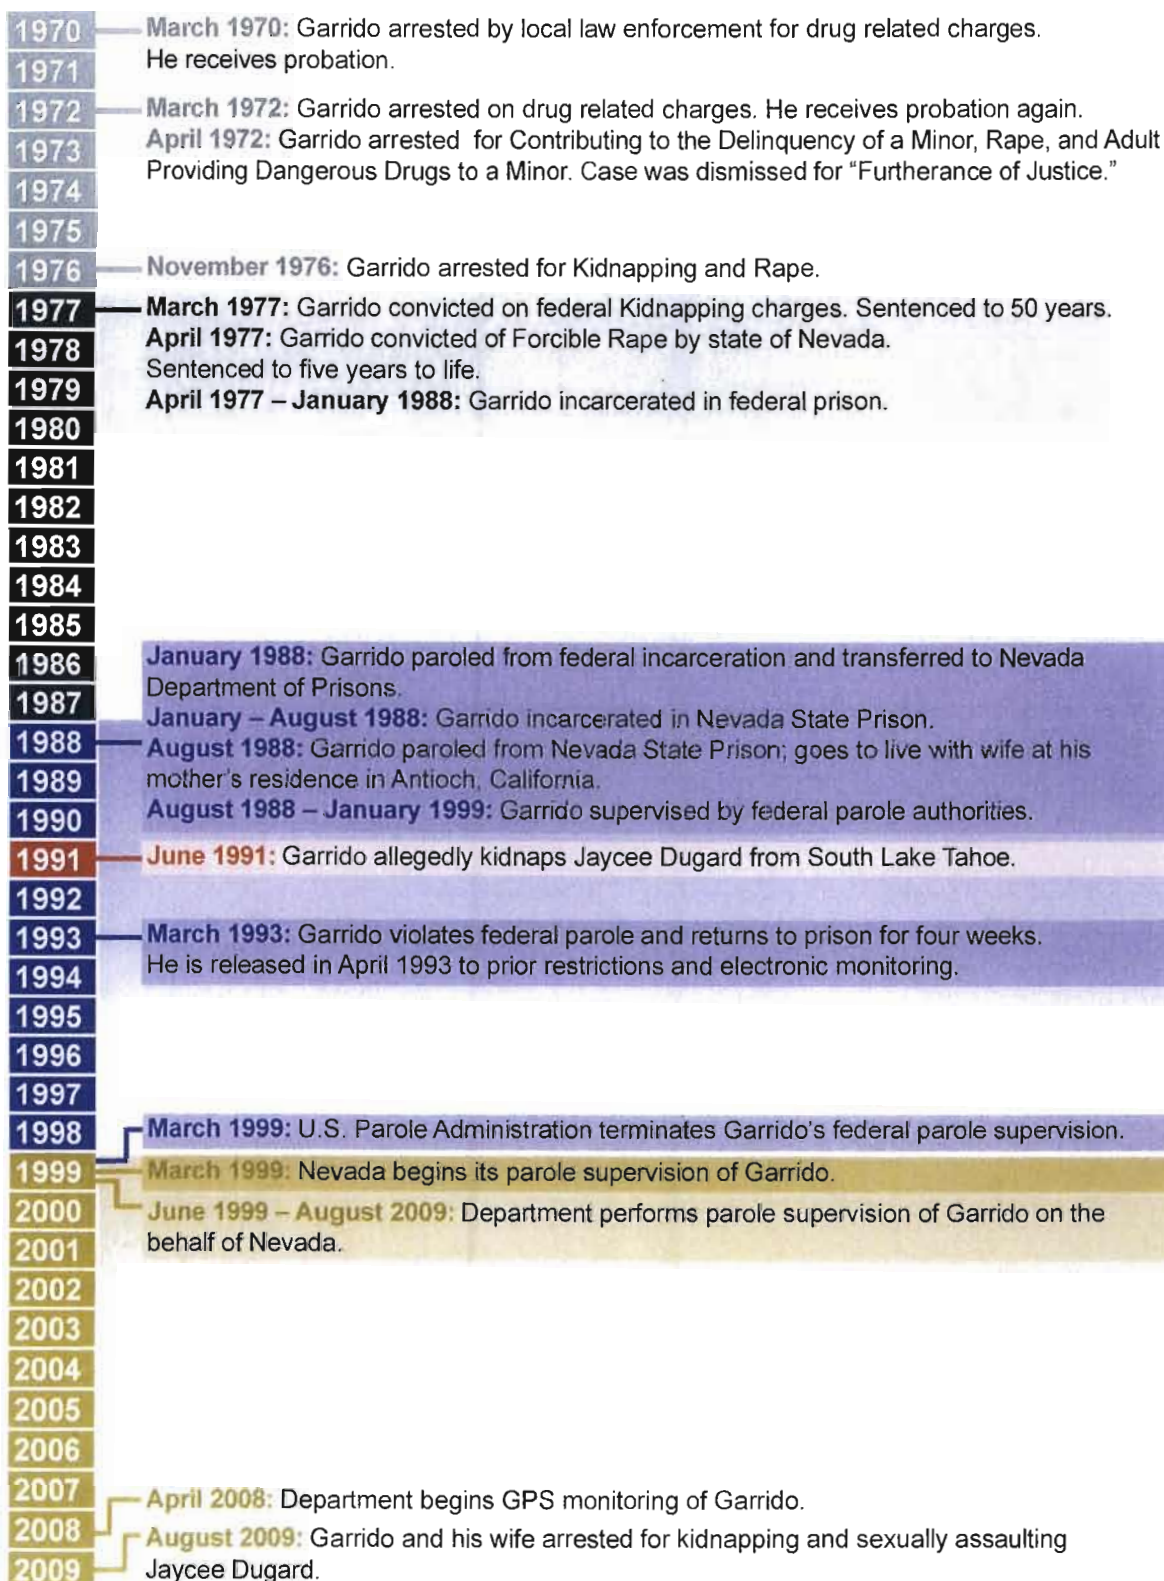 1970
March 1970: Garrido arrested by local law enforcement for drug related charges.
He receives probation.
1971
1972
March 1972: Garrido arrested on drug related charges. He receives probation again.
April 1972: Garrido arrested for Contributing to the Delinquency of a Minor, Rape, and Adult
Providing Dangerous Drugs to a Minor. Case was dismissed for “Furtherance of Justice.”
1973
1974
1975
1976
November 1976: Garrido arrested for Kidnapping and Rape.
1977
March 1977: Garrido convicted on federal Kidnapping charges. Sentenced to 50 years.
April 1977: Garrido convicted of Forcible Rape by state of Nevada.
Sentenced to five years to life.
April 1977 – January 1988: Garrido incarcerated in federal prison.
1978
1979
1980
1981
1982
1983
1984
1985
1986
1987
January 1988: Garrido paroled from federal incarceration and transferred to Nevada
Department of Prisons.
January – August 1988: Garrido incarcerated in Nevada State Prison.
1988
August 1988: Garrido paroled from Nevada State Prison; goes to live with wife at his
mother's residence in Antioch, California.
August 1988 – January 1999: Garrido supervised by federal parole authorities.
1989
1990
1991
June 1991: Garrido allegedly kidnaps Jaycee Dugard from South Lake Tahoe.
1992
1993
March 1993: Garrido violates federal parole and returns to prison for four weeks.
He is released in April 1993 to prior restrictions and electronic monitoring.
1994
1995
1996
1997
1998
March 1999: U.S. Parole Administration terminates Garrido's federal parole supervision.
1999
March 1999: Nevada begins its parole supervision of Garrido.
2000
June 1999 – August 2009: Department performs parole supervision of Garrido on the
behalf of Nevada.
2001
2002
2003
2004
2005
2006
2007
April 2008: Department begins GPS monitoring of Garrido.
2008
August 2009: Garrido and his wife arrested for kidnapping and sexually assaulting
Jaycee Dugard.
2009